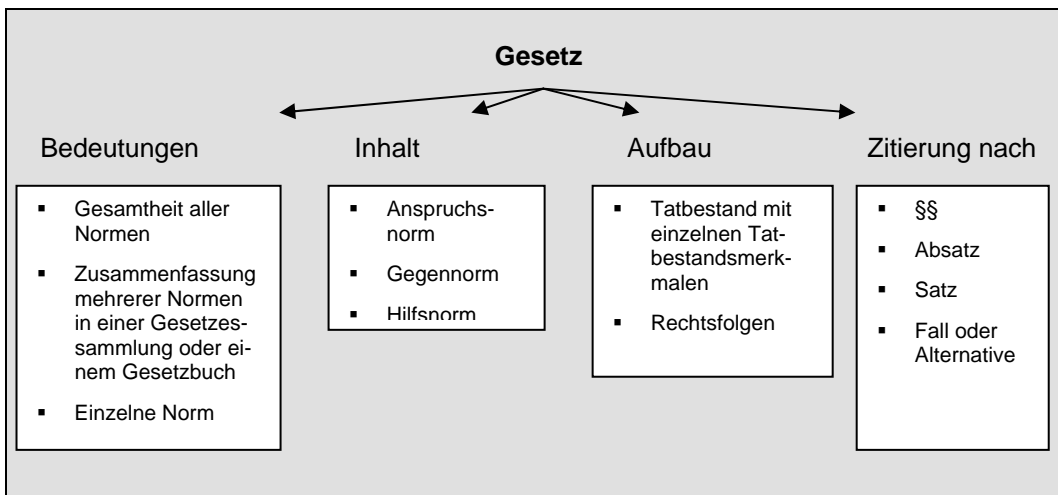 Gesetz
Bedeutungen
Inhalt
Aufbau
Zitierung nach
▪ Gesamtheit aller
Normen
▪ Zusammenfassung
mehrerer Normen
in einer Gesetzes-
sammlung oder ei-
nem Gesetzbuch
▪ Einzelne Norm
▪ Anspruchs-
norm
▪ Gegennorm
▪ Hilfsnorm
▪ Tatbestand mit
einzelnen Tat-
bestandsmerk-
malen
▪ Rechtsfolgen
▪ §§
▪ Absatz
▪ Satz
▪ Fall oder
Alternative